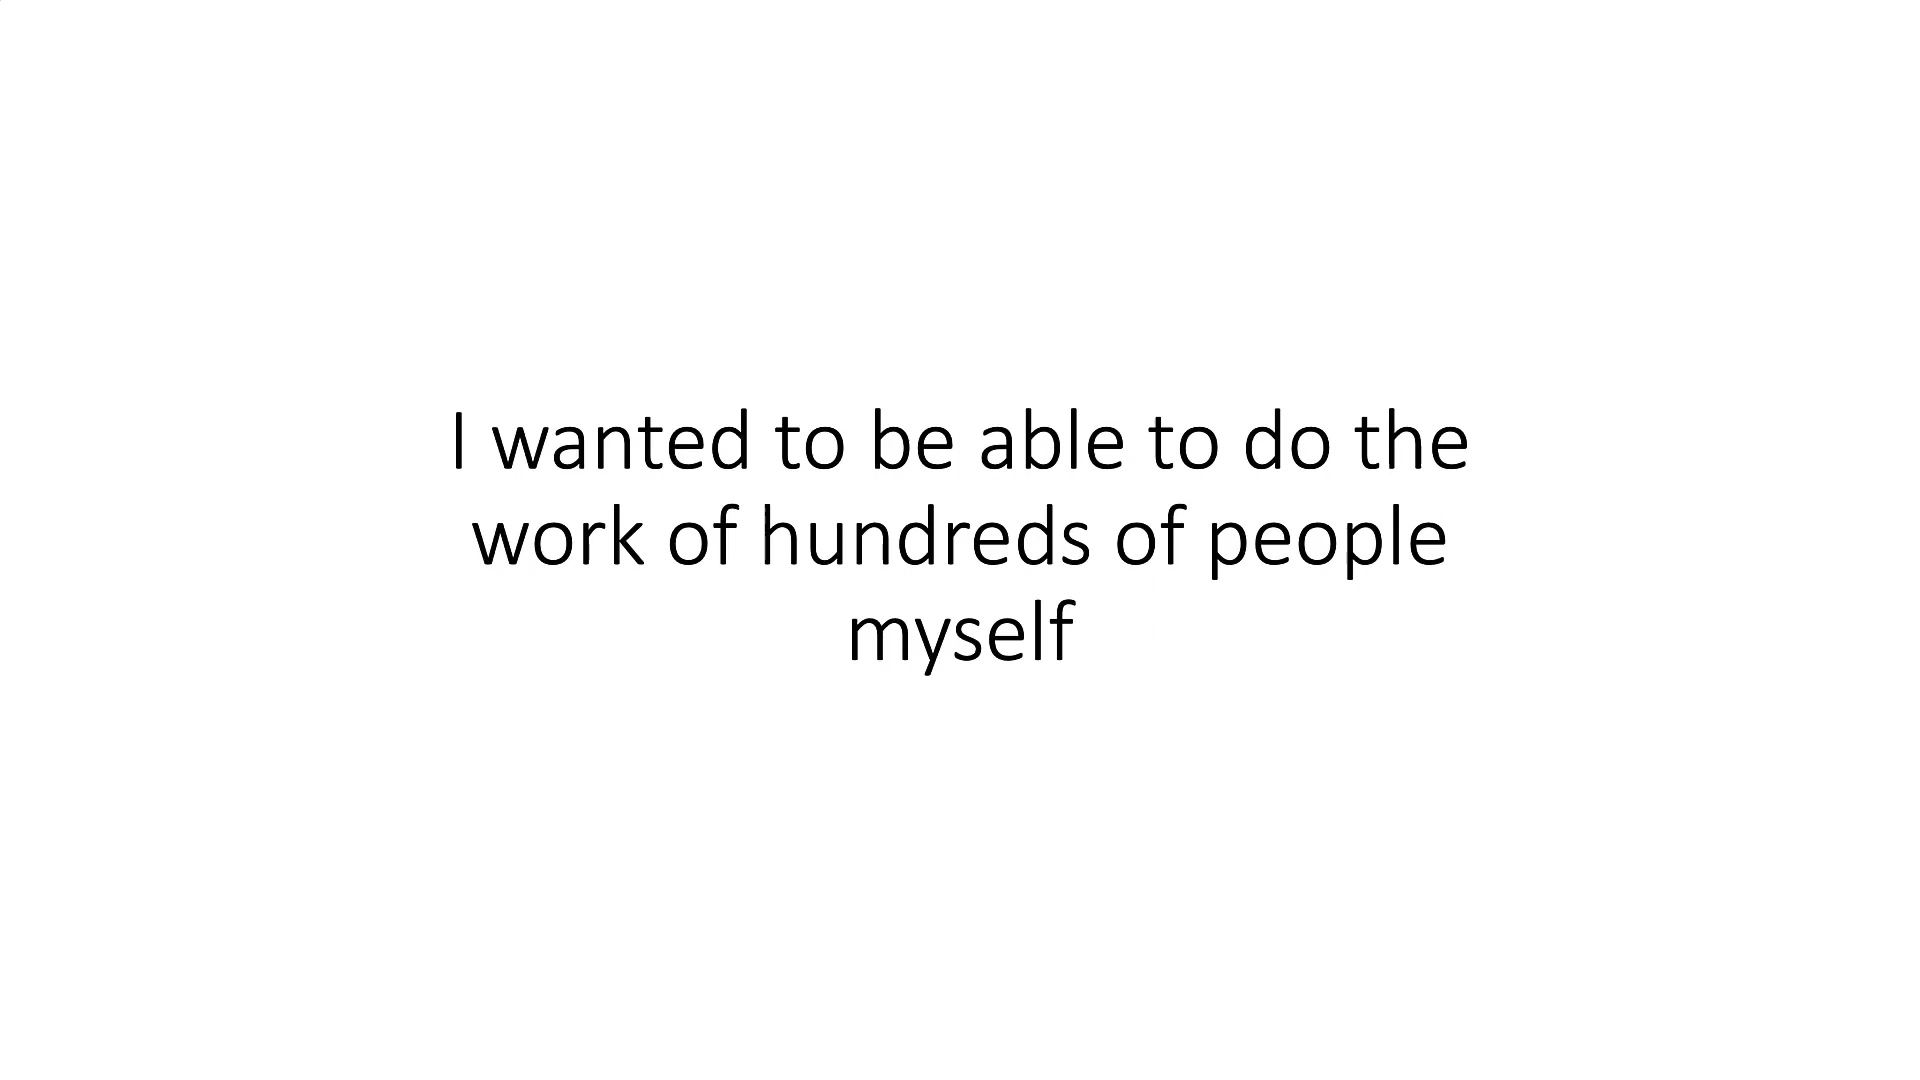 I wanted to be able to do the
work of hundreds of people
myself